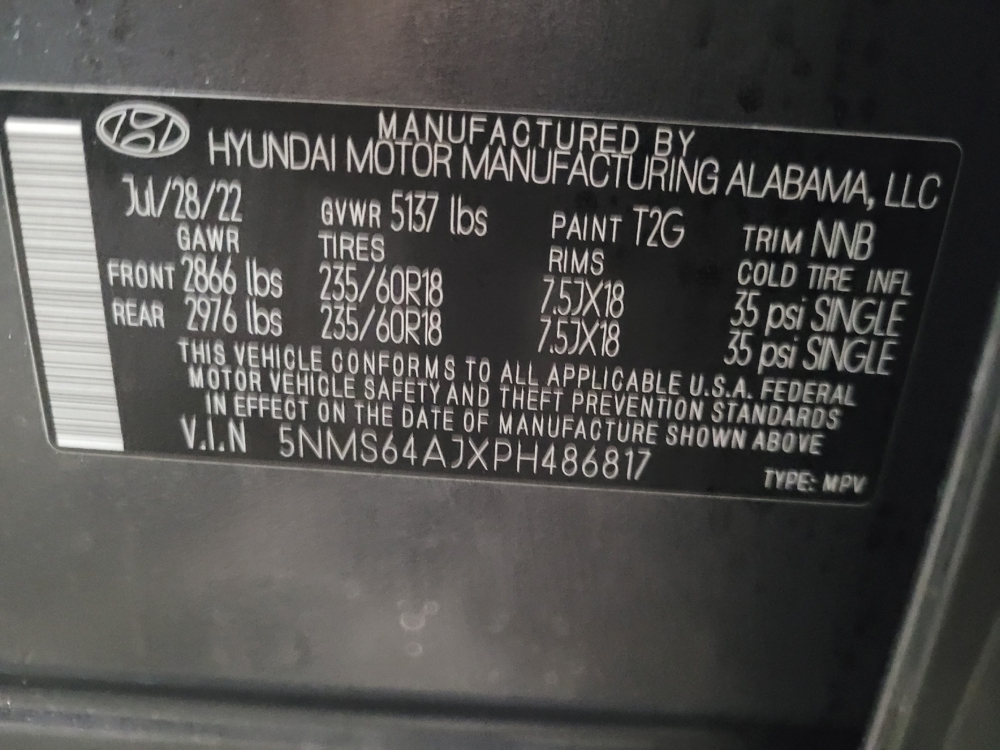 MANUFACTURED BY
HYUNDAI MOTOR MANUFACTURING ALABAMA, LLC
Jul/28/22 GVWR 5137 lbs PAINT T2G TRIM NNB
GAWR TIRES RIMS COLD TIRE INFL
FRONT 2866 lbs 235/60R18 7.5JX18 35 psi SINGLE
REAR 2976 lbs 235/60R18 7.5JX18 35 psi SINGLE
THIS VEHICLE CONFORMS TO ALL APPLICABLE U.S.A. FEDERAL
MOTOR VEHICLE SAFETY AND THEFT PREVENTION STANDARDS
IN EFFECT ON THE DATE OF MANUFACTURE SHOWN ABOVE
V.I.N 5NMS64AJXPH486817 TYPE: MPV